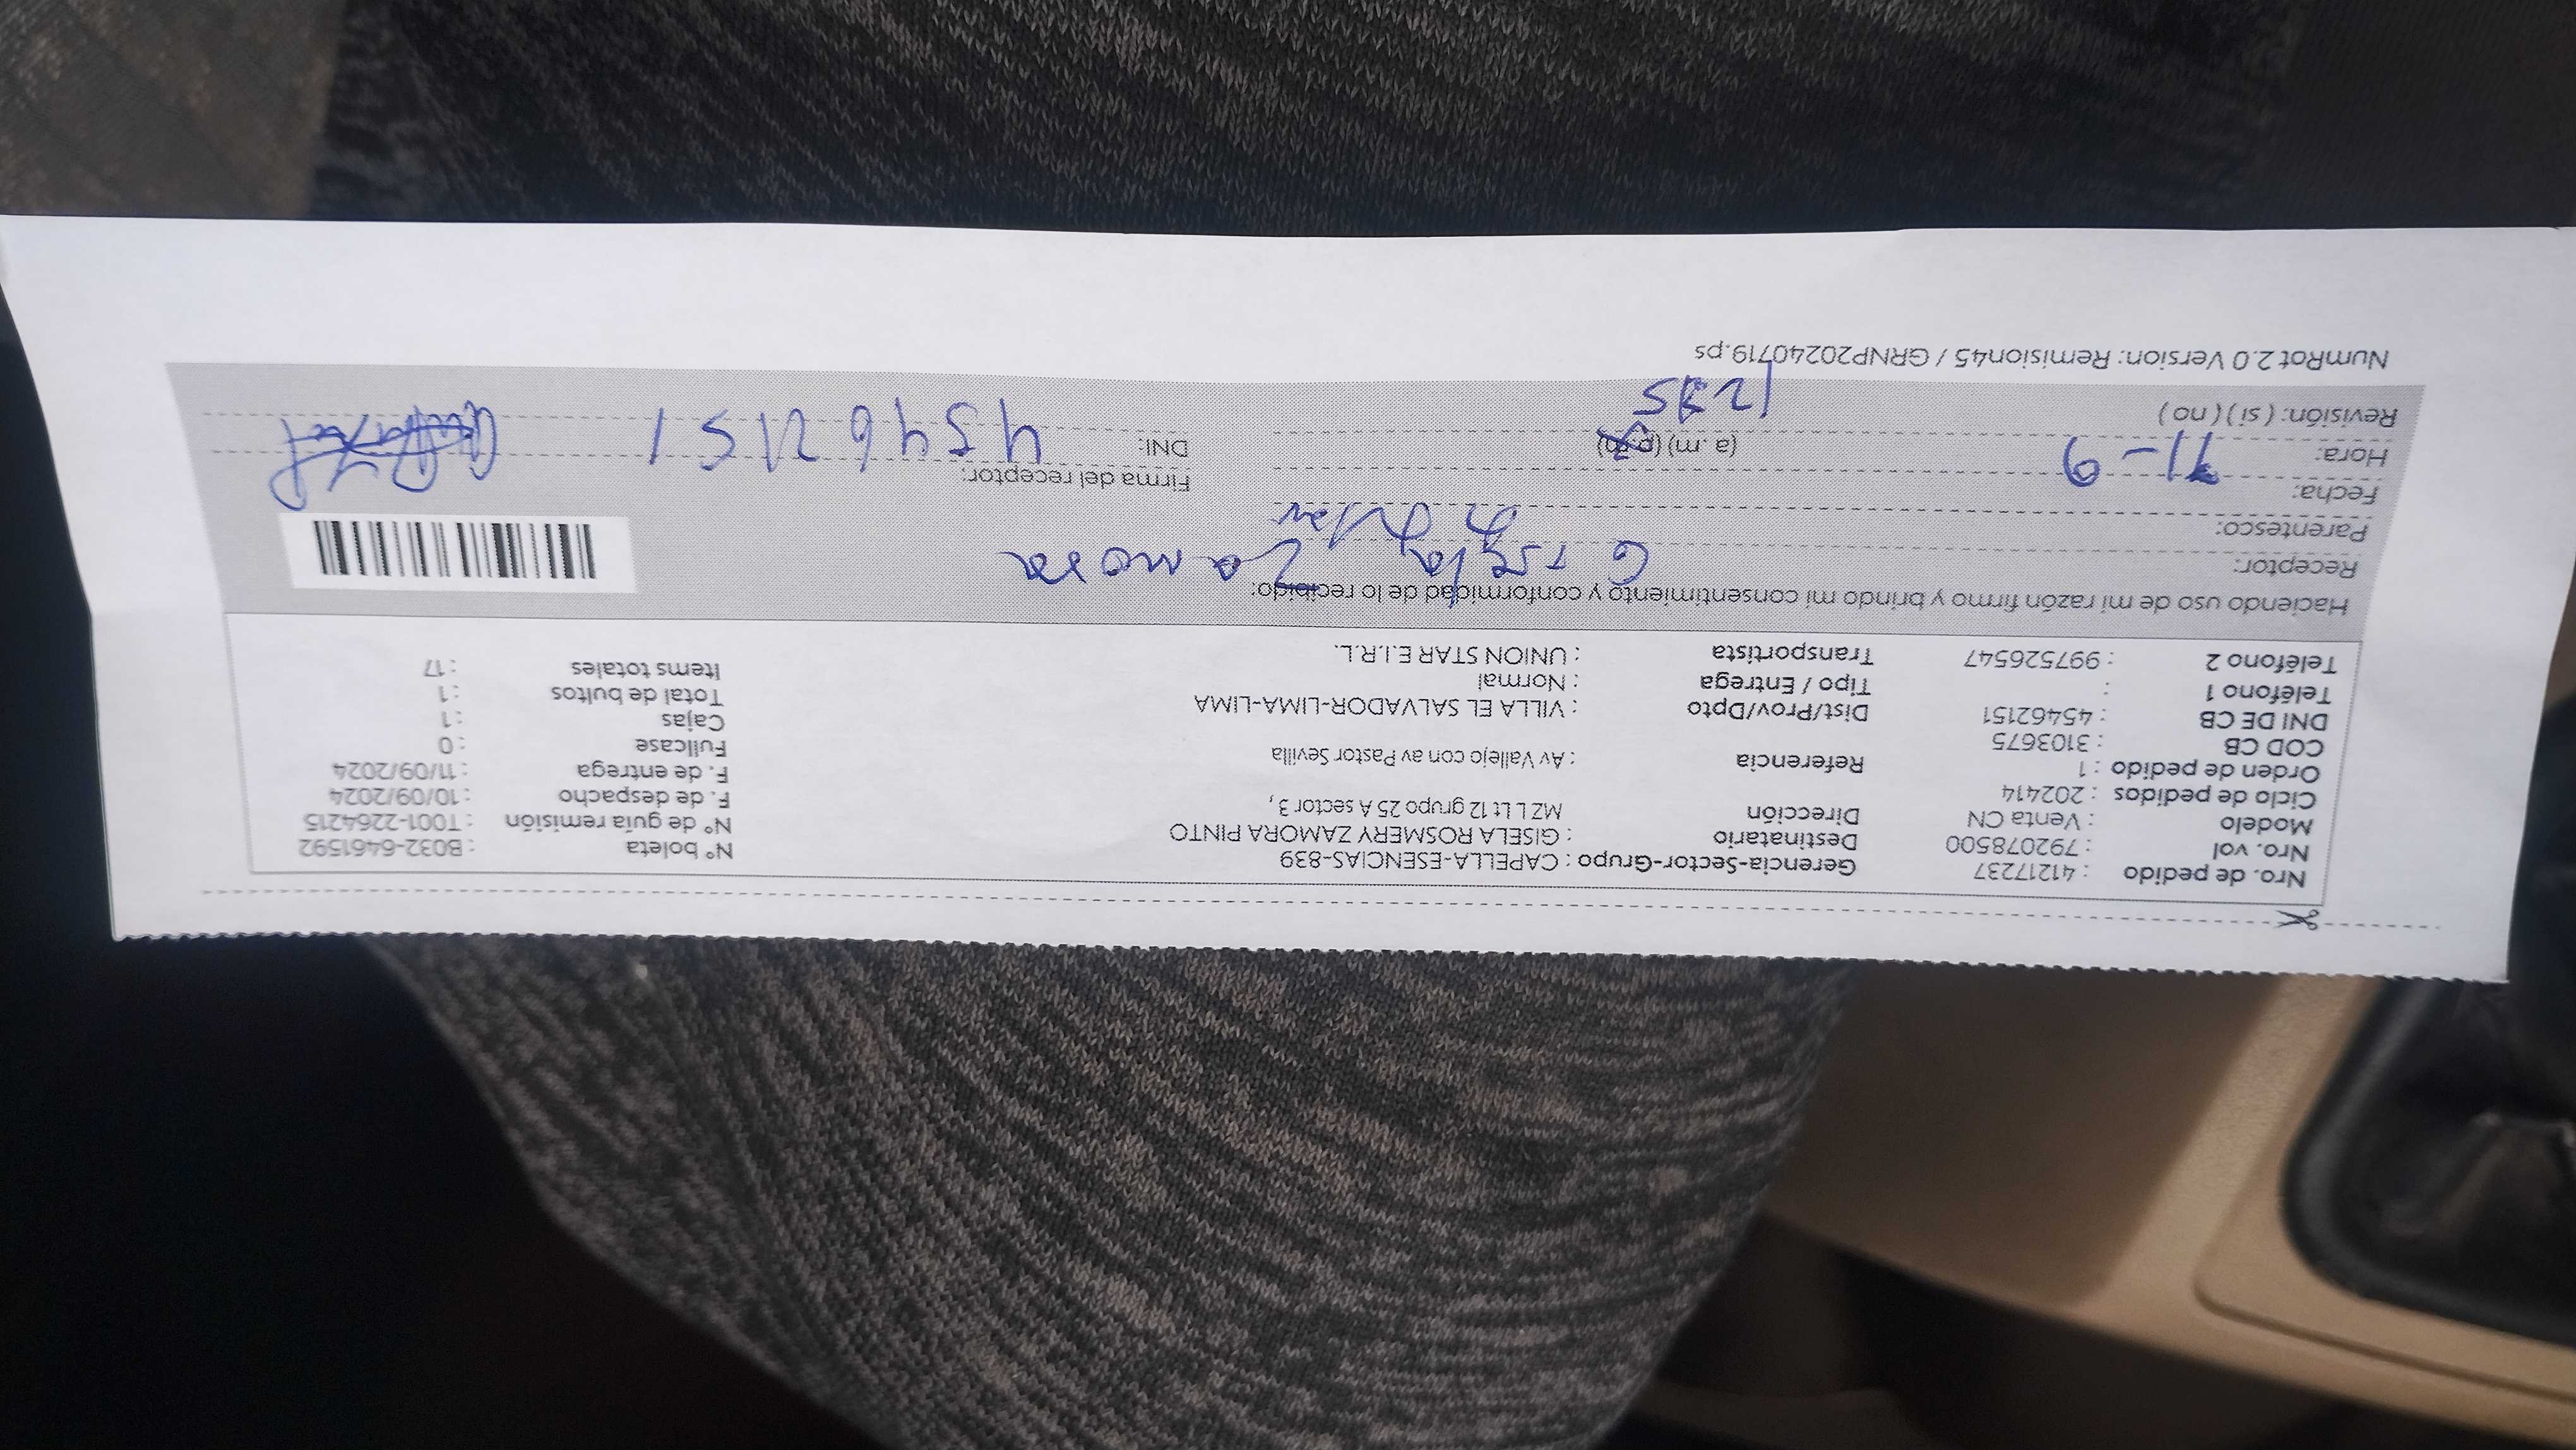 Nro. de pedido : 41217237 Gerencia-Sector-Grupo : CAPELLA-ESENCIAS-839 N° boleta : B032-6461592
Nro. vol : 792078500 Destinatario : GISELA ROSMERY ZAMORA PINTO N° de guía remisión : T001-2264215
Modelo : Venta CN Dirección MZ L Lt 12 grupo 25 A sector 3, F. de despacho : 10/09/2024
Ciclo de pedidos : 202414 F. de entrega : 11/09/2024
Orden de pedido : 1 Referencia : Av Vallejo con av Pastor Sevilla Fullcase : 0
COD CB : 3103675 Cajas : 1
DNI DE CB : 45462151 Dist/Prov/Dpto : VILLA EL SALVADOR-LIMA-LIMA Total de bultos : 1
Teléfono 1 : Tipo / Entrega : Normal Items totales : 17
Teléfono 2 : 997526547 Transportista : UNION STAR E.I.R.L.
Haciendo uso de mi razón firmo y brindo mi consentimiento y conformidad de lo recibido:
Receptor: Gisela Zamora
Parentesco:
Fecha: 11-9 Firma del receptor:
Hora: (a.m) (p.m) DNI: 45462151
Revisión: (si) (no)
NumRot 2.0 Version: Remision45 / GRNP20240719.ps